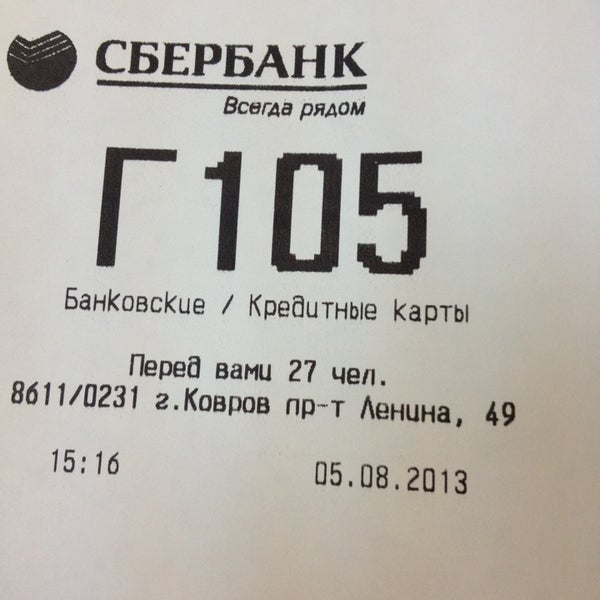 СБЕРБАНК
Всегда рядом
Г105
Банковские / Кредитные карты
Перед вами 27 чел.
8611/0231 г.Ковров пр-т Ленина, 49
15:16 05.08.2013